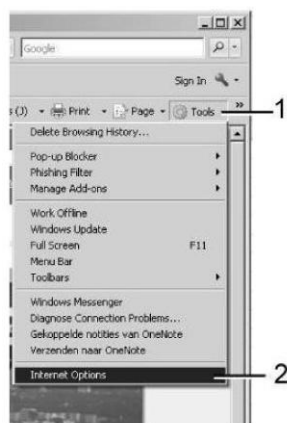 Google
Sign In
s (J) Print Page Tools » 1
Delete Browsing History...
Pop-up Blocker
Phishing Filter
Manage Add-ons
Work Offline
Windows Update
Full Screen F11
Menu Bar
Toolbars
Windows Messenger
Diagnose Connection Problems...
Gekoppelde notities van OneNote
Verzenden naar OneNote
Internet Options 2